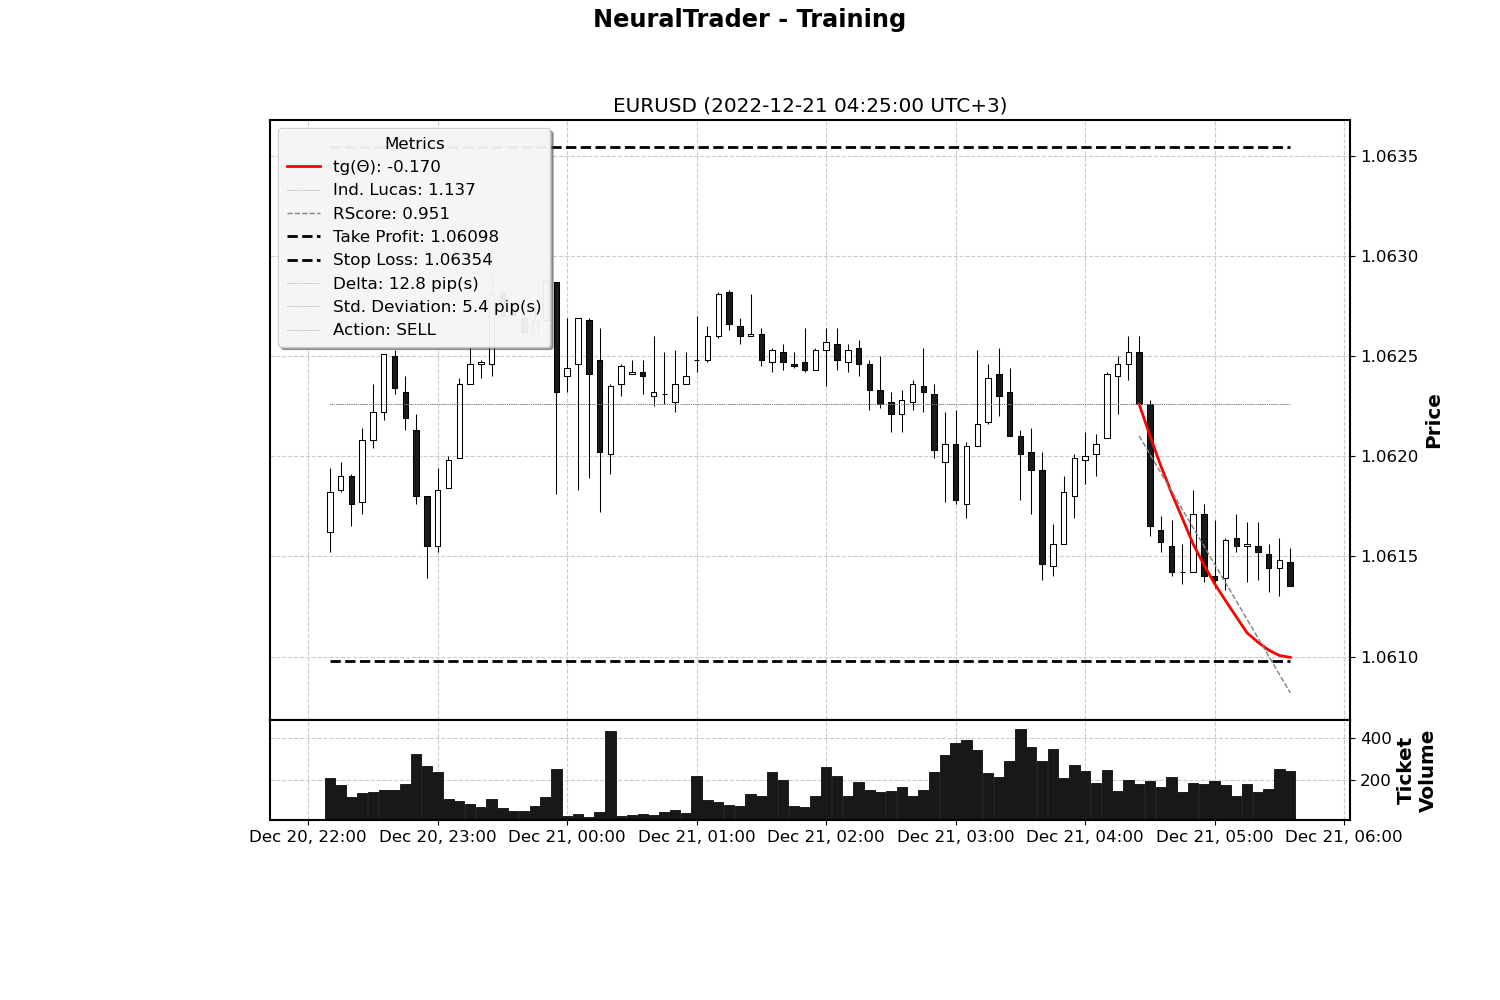 NeuralTrader - Training
EURUSD (2022-12-21 04:25:00 UTC+3)
Metrics
tg(Θ): -0.170
Ind. Lucas: 1.137
RScore: 0.951
Take Profit: 1.06098
Stop Loss: 1.06354
Delta: 12.8 pip(s)
Std. Deviation: 5.4 pip(s)
Action: SELL
1.0635
1.0630
1.0625
1.0620
1.0615
1.0610
Price
400
200
Ticket
Volume
Dec 20, 22:00
Dec 20, 23:00
Dec 21, 00:00
Dec 21, 01:00
Dec 21, 02:00
Dec 21, 03:00
Dec 21, 04:00
Dec 21, 05:00
Dec 21, 06:00